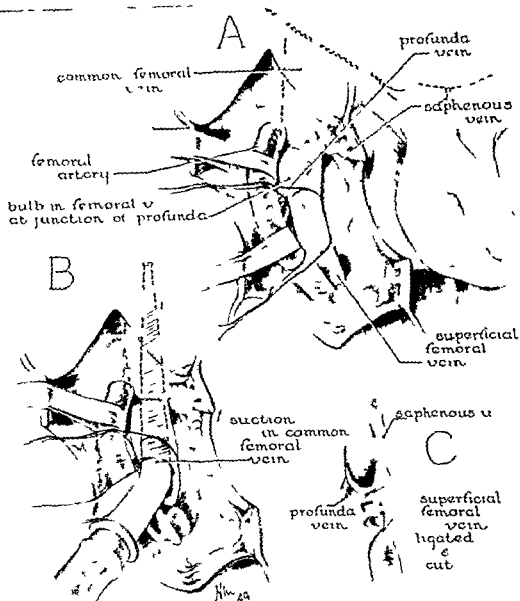 A
profunda
vein
common femoral
saphenous
vein
femoral
artery
bulb in femoral v
at junction of profunda
B
superficial
femoral
vein
suction
in common
femoral
vein
saphenous v
C
profunda
vein
superficial
femoral
vein
ligated
&
cut